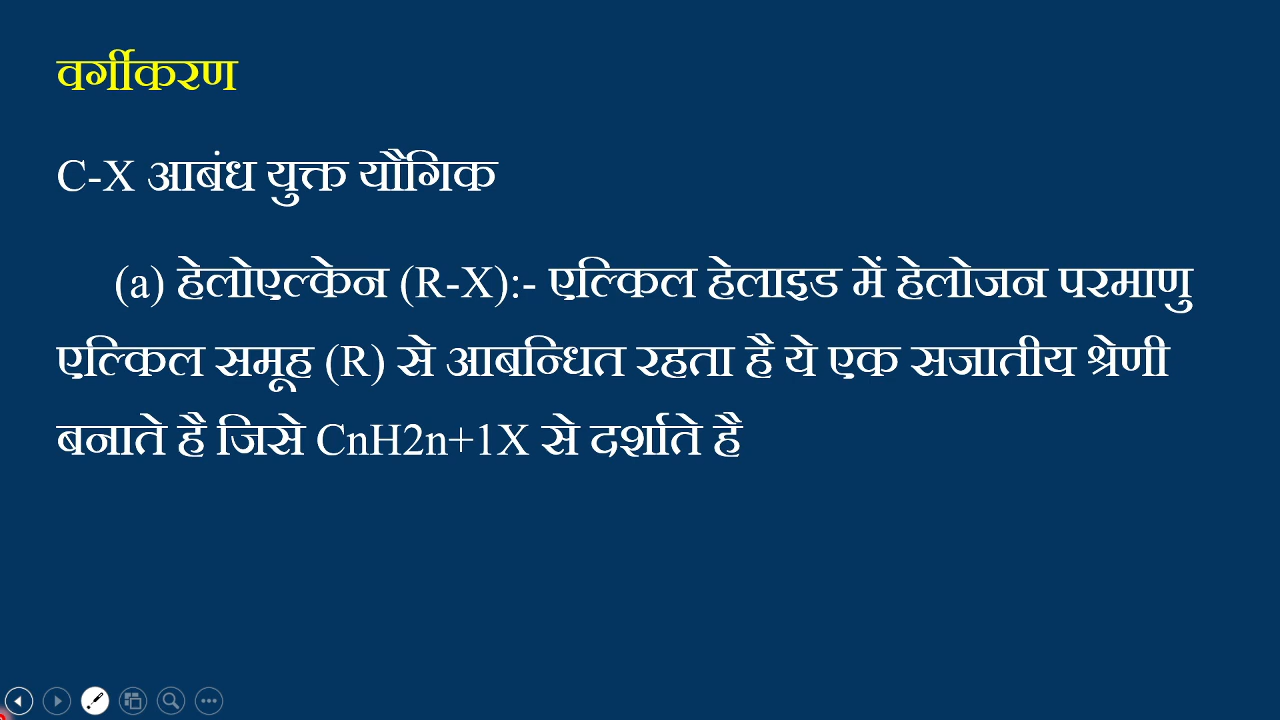 वर्गीकरण
C-X आबंध युक्त यौगिक
(a) हेलोएल्केन (R-X):- एल्किल हेलाइड में हेलोजन परमाणु
एल्किल समूह (R) से आबन्धित रहता है ये एक सजातीय श्रेणी
बनाते है जिसे CnH2n+1X से दर्शाते है